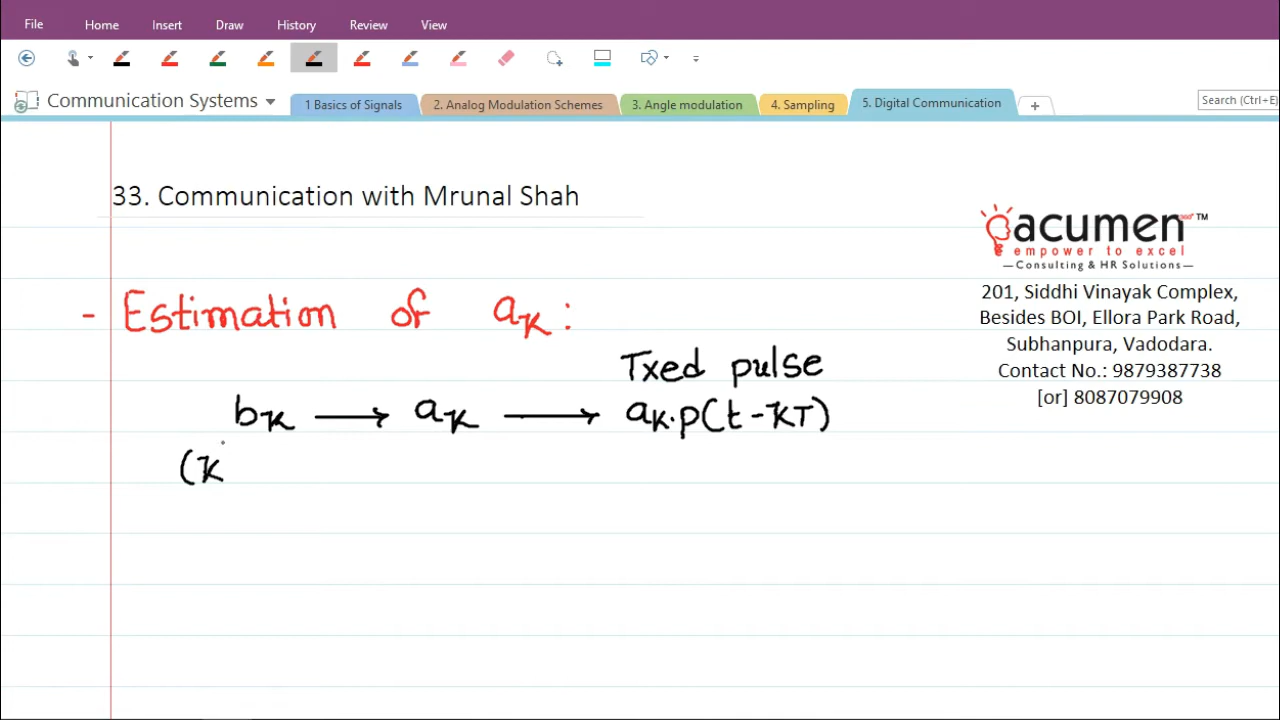 File Home Insert Draw History Review View
Communication Systems 1 Basics of Signals 2. Analog Modulation Schemes 3. Angle modulation 4. Sampling 5. Digital Communication + Search (Ctrl+E)
33. Communication with Mrunal Shah
acumen ™
empower to excel
Consulting & HR Solutions
201, Siddhi Vinayak Complex,
Besides BOI, Ellora Park Road,
Subhanpura, Vadodara.
Contact No.: 9879387738
[or] 8087079908
- Estimation of aₖ:
Txed pulse
bₖ → aₖ → aₖ.p(t-kT)
(k